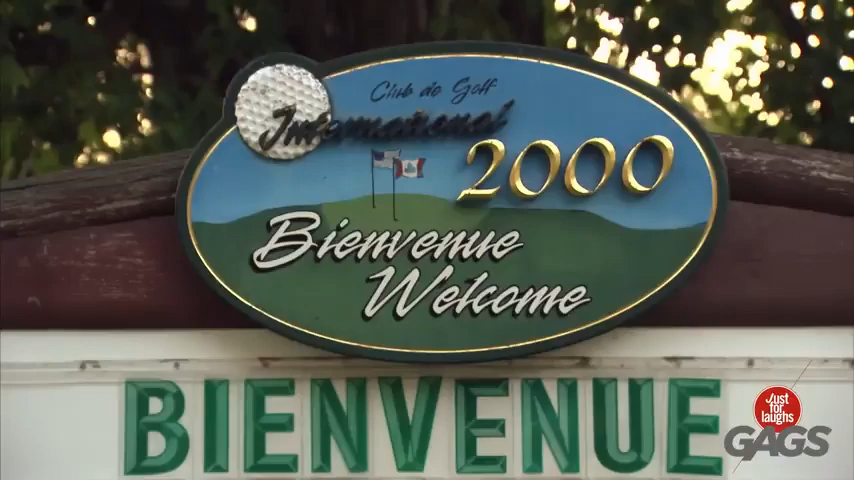 Club de Golf
International
2000
Bienvenue
Welcome
BIENVENUE
Just
for
laughs
GAGS